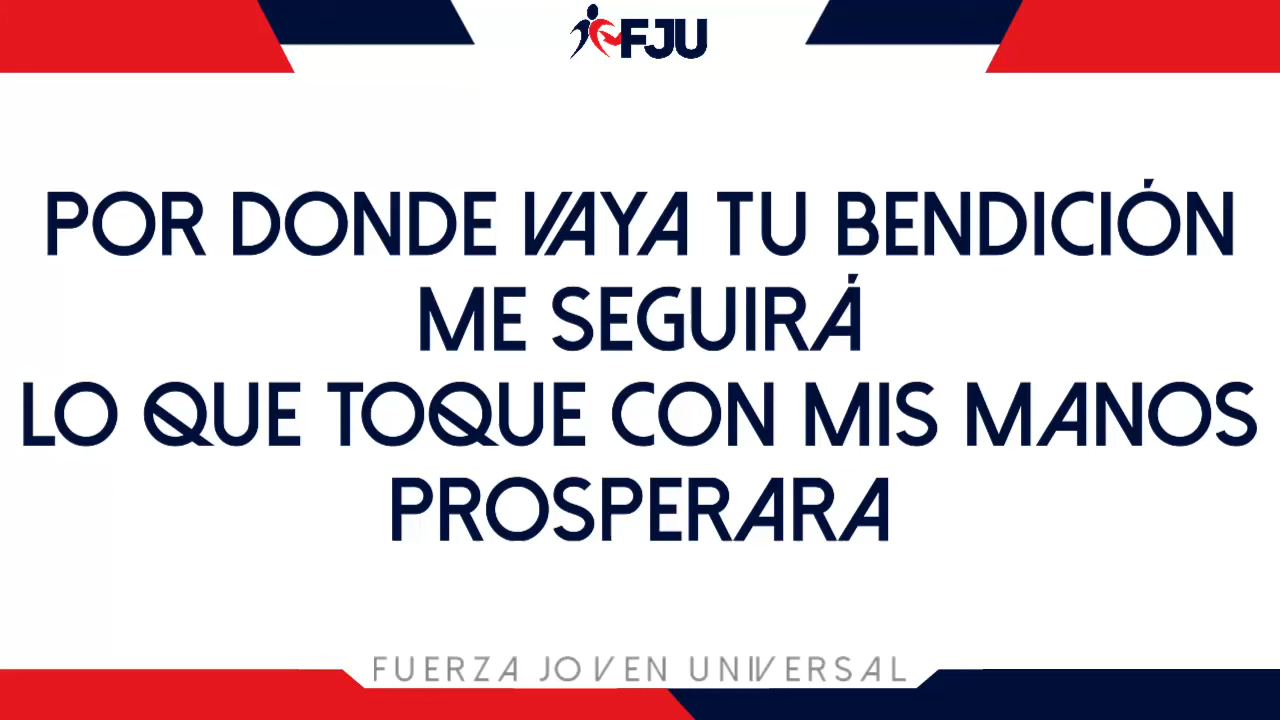 FJU
POR DONDE VAYA TU BENDICIÓN
ME SEGUIRÁ
LO QUE TOQUE CON MIS MANOS
PROSPERARA
FUERZA JOVEN UNIVERSAL